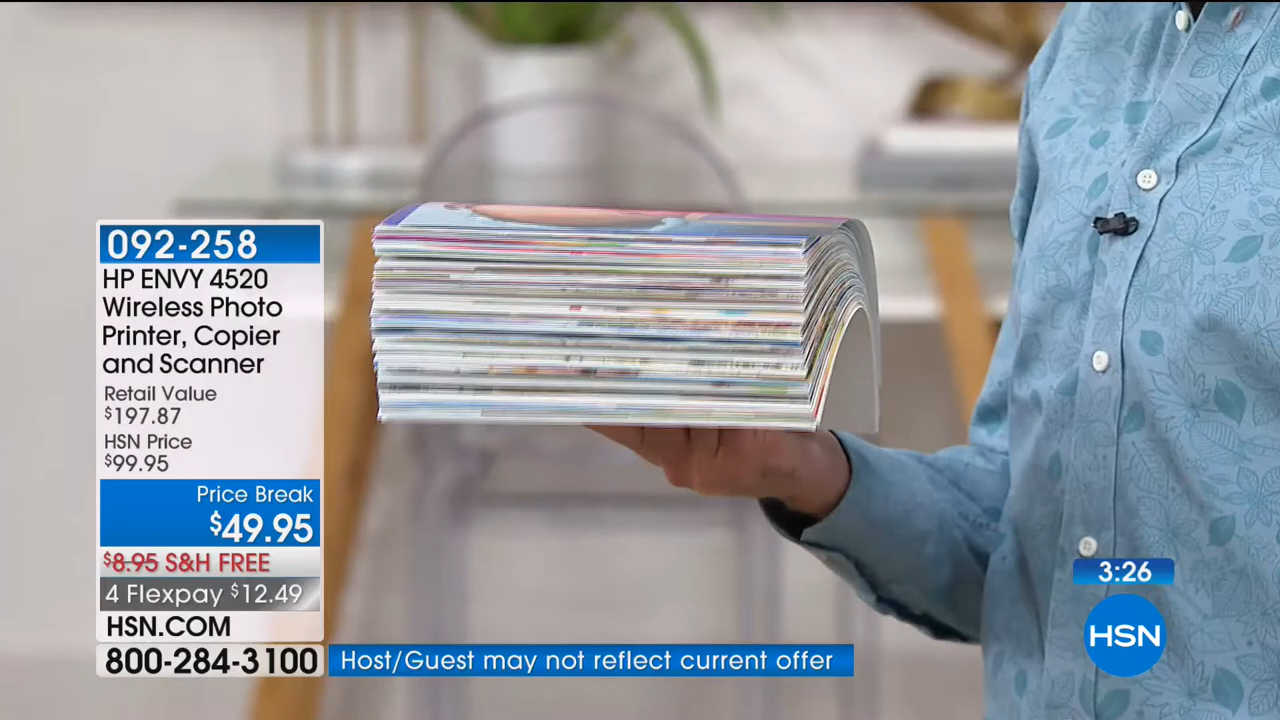 092-258
HP ENVY 4520
Wireless Photo
Printer, Copier
and Scanner
Retail Value
$197.87
HSN Price
$99.95
Price Break
$49.95
$8.95 S&H FREE
4 Flexpay $12.49
HSN.COM
800-284-3100
Host/Guest may not reflect current offer
3:26
HSN